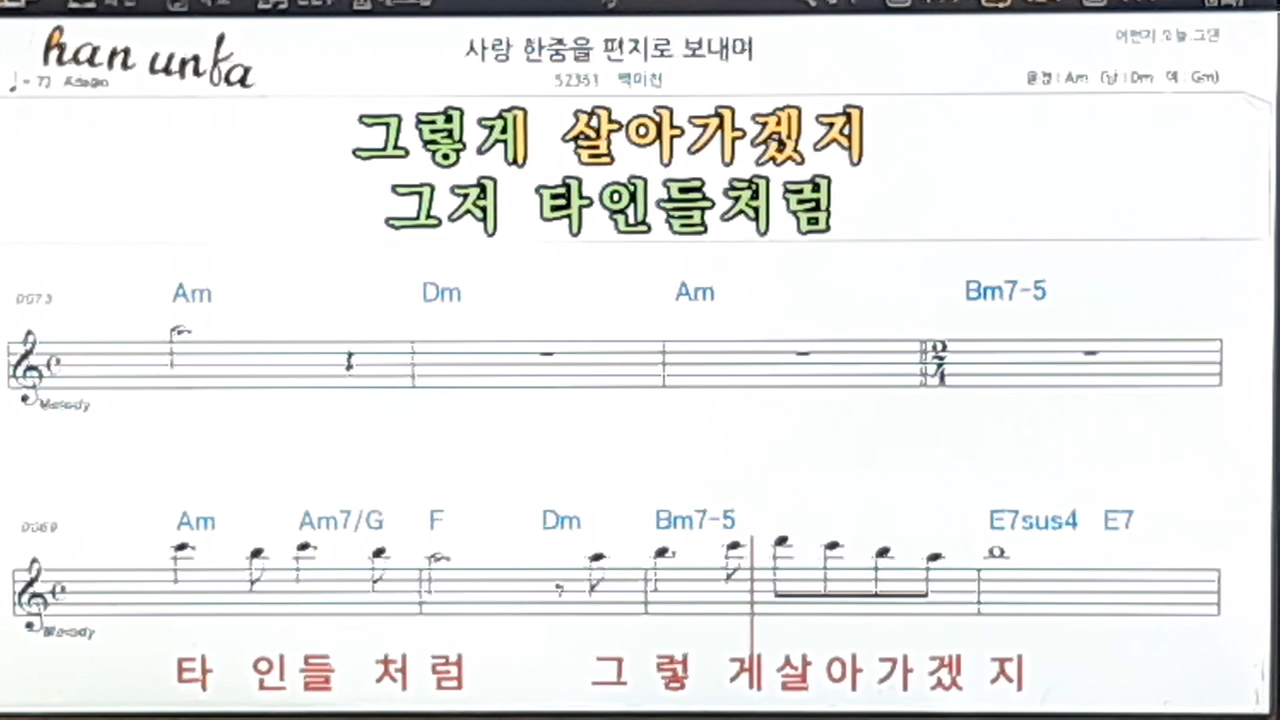 han unfa
사랑 한줌을 편지로 보내며
52351 백미현
그렇게 살아가겠지
그저 타인들처럼
Am Dm Am Bm7-5
Melody
Am Am7/G F Dm Bm7-5 E7sus4 E7
Melody
타 인들 처럼 그 렇 게살아가겠 지